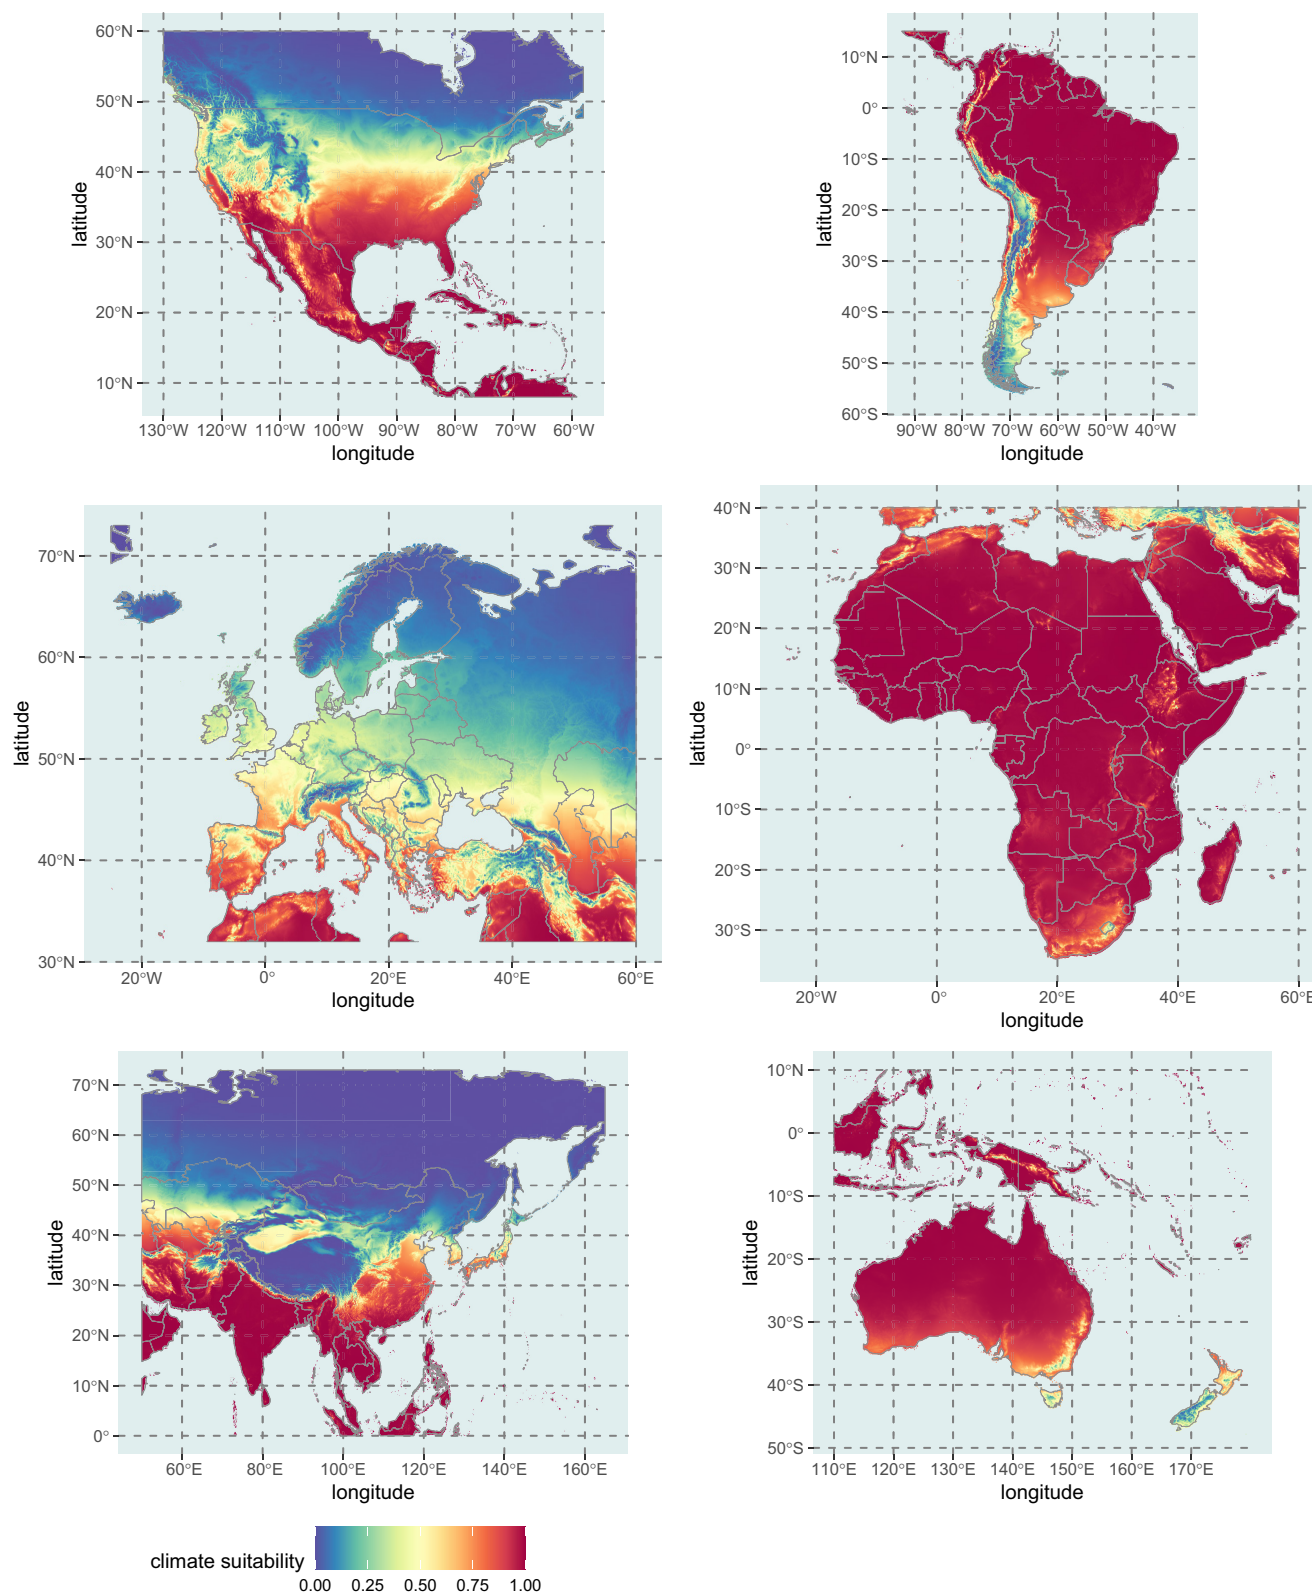 60°N
50°N
40°N
30°N
20°N
10°N
latitude
130°W 120°W 110°W 100°W 90°W 80°W 70°W 60°W
longitude
10°N
0°
10°S
20°S
30°S
40°S
50°S
60°S
latitude
90°W 80°W 70°W 60°W 50°W 40°W
longitude
70°N
60°N
50°N
40°N
30°N
latitude
20°W 0° 20°E 40°E 60°E
longitude
40°N
30°N
20°N
10°N
0°
10°S
20°S
30°S
latitude
20°W 0° 20°E 40°E 60°E
longitude
70°N
60°N
50°N
40°N
30°N
20°N
10°N
0°
latitude
60°E 80°E 100°E 120°E 140°E 160°E
longitude
10°N
0°
10°S
20°S
30°S
40°S
50°S
latitude
110°E 120°E 130°E 140°E 150°E 160°E 170°E
longitude
climate suitability
0.00 0.25 0.50 0.75 1.00